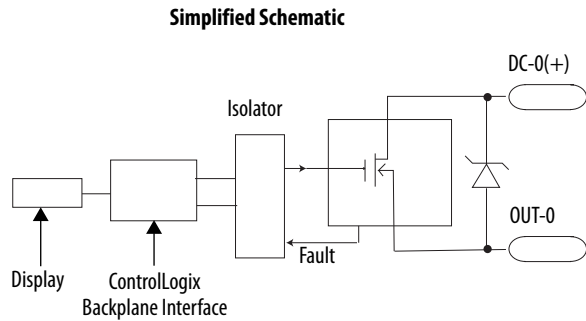 Simplified Schematic
DC-0(+)
Isolator
OUT-0
Fault
Display
ControlLogix
Backplane Interface